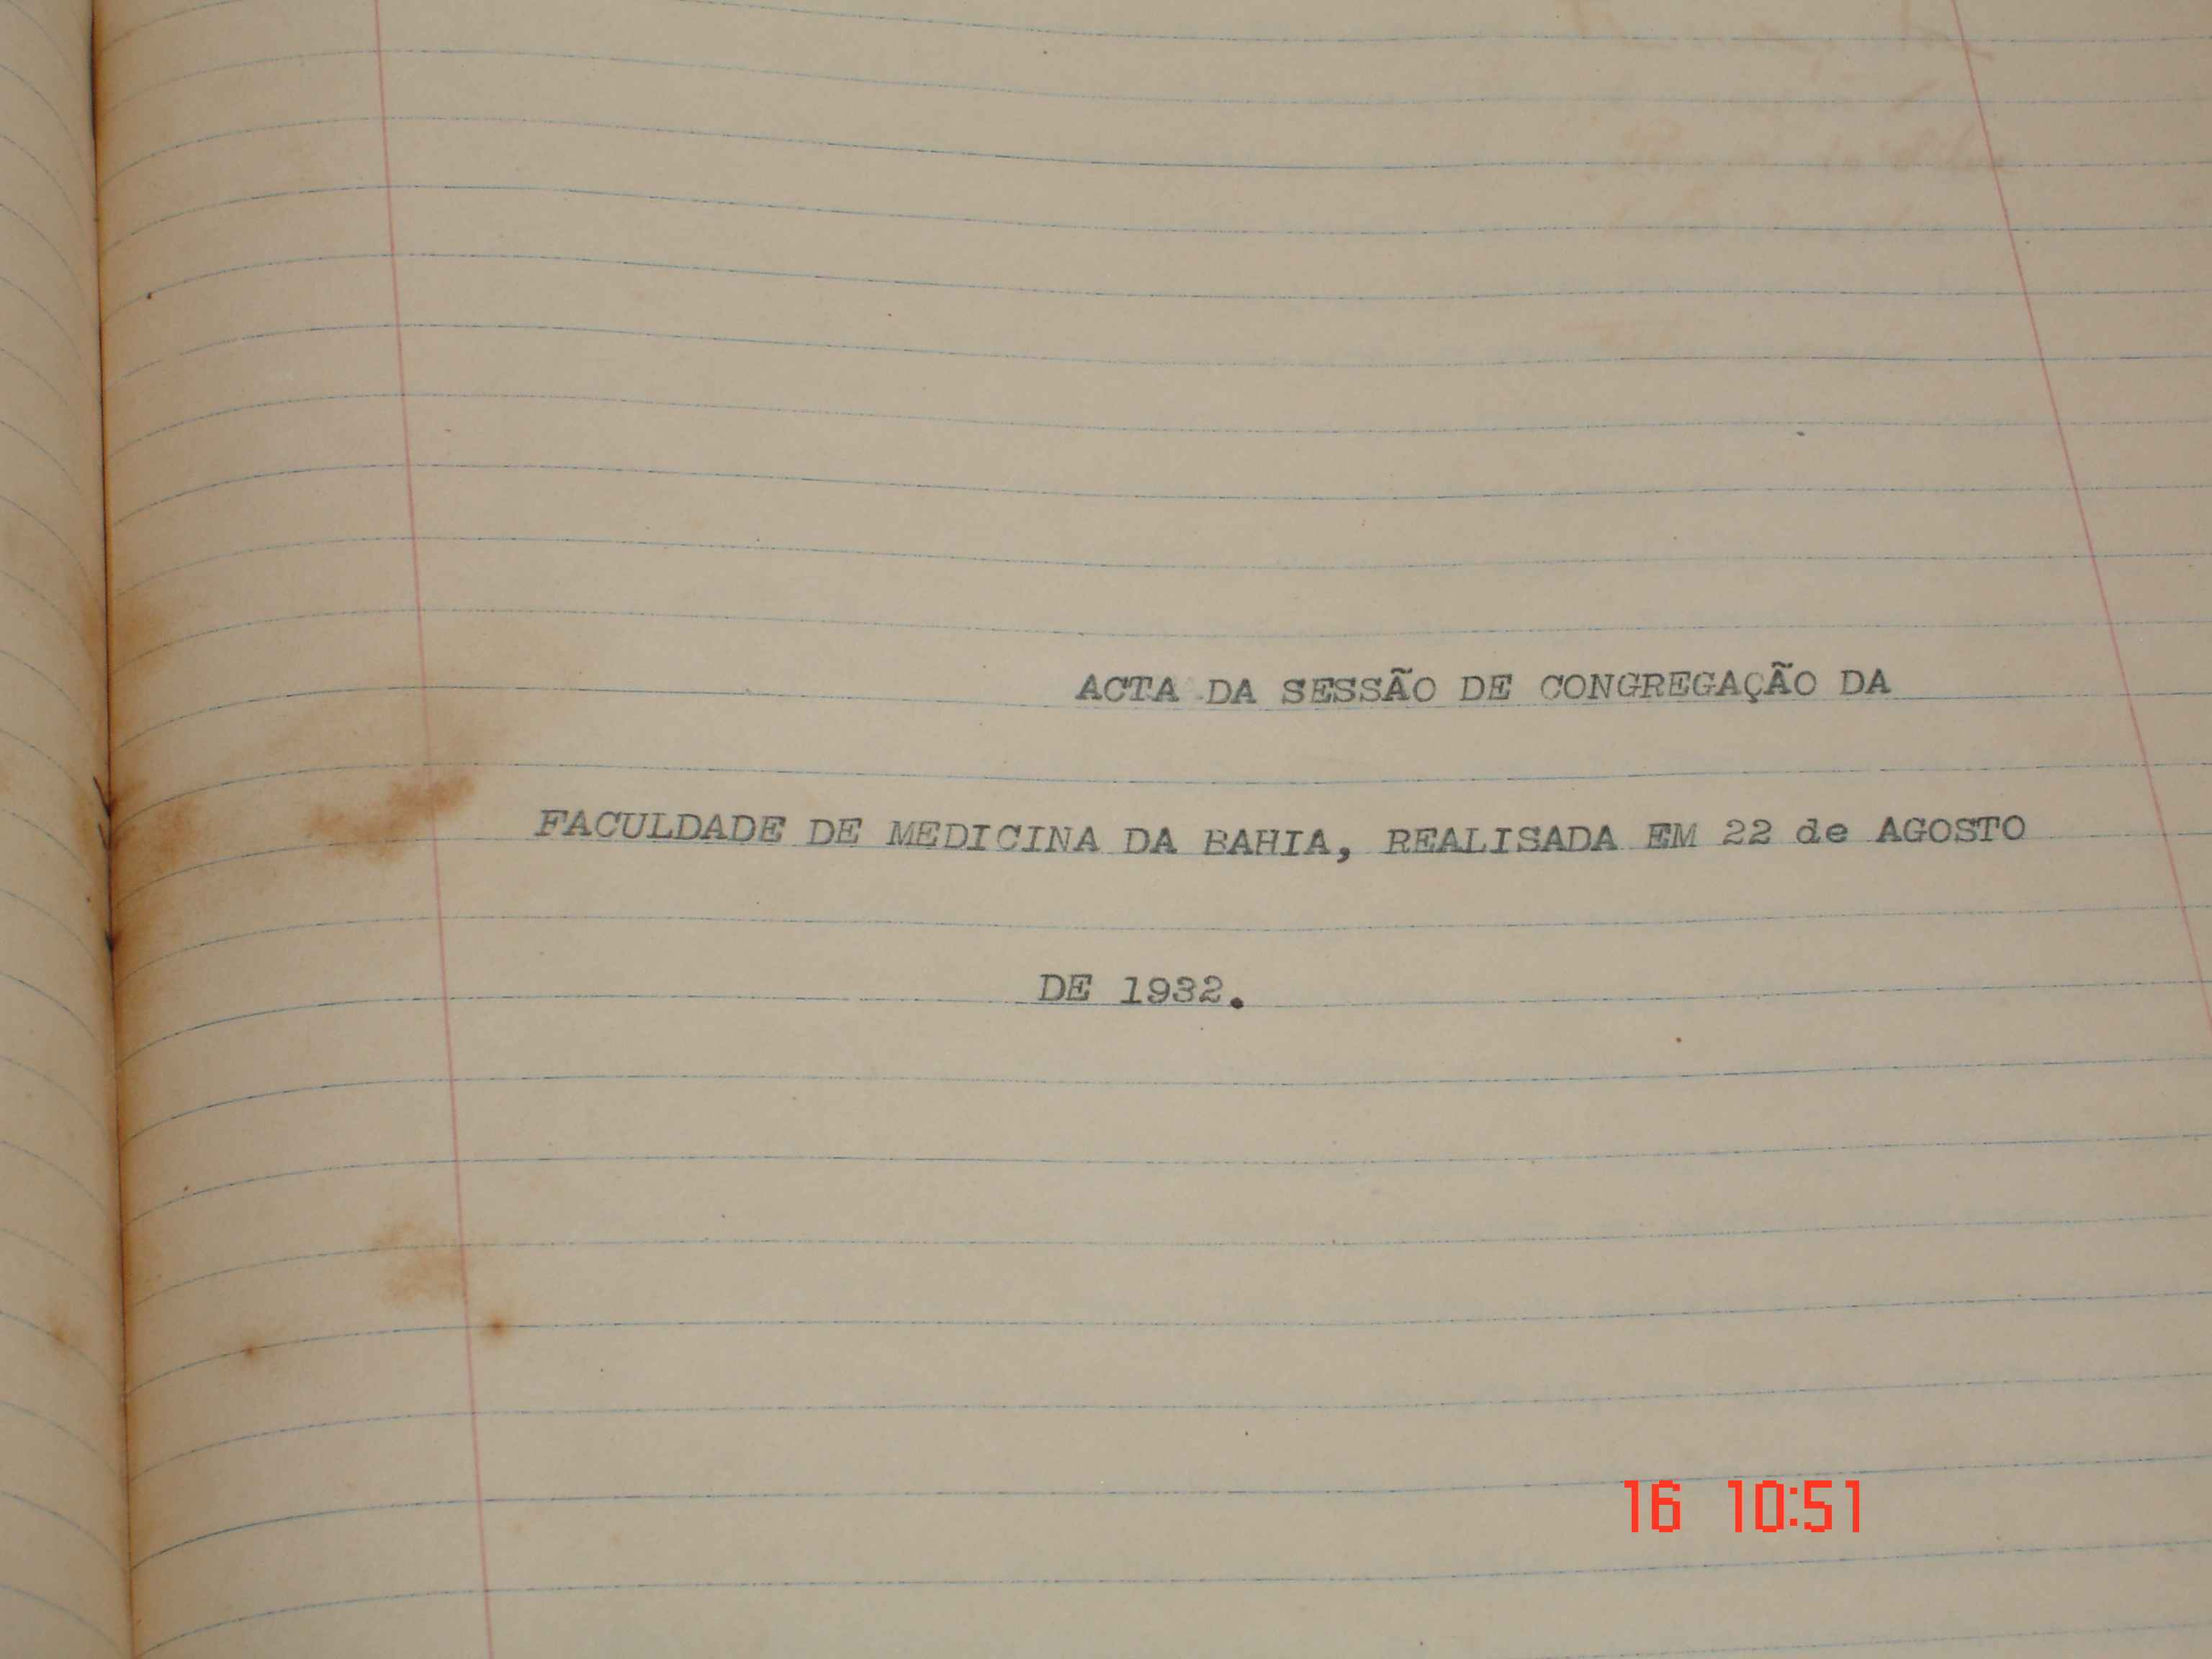 ACTA DA SESSÃO DE CONGREGAÇÃO DA
FACULDADE DE MEDICINA DA BAHIA, REALISADA EM 22 de AGOSTO
DE 1932.
16 10:51